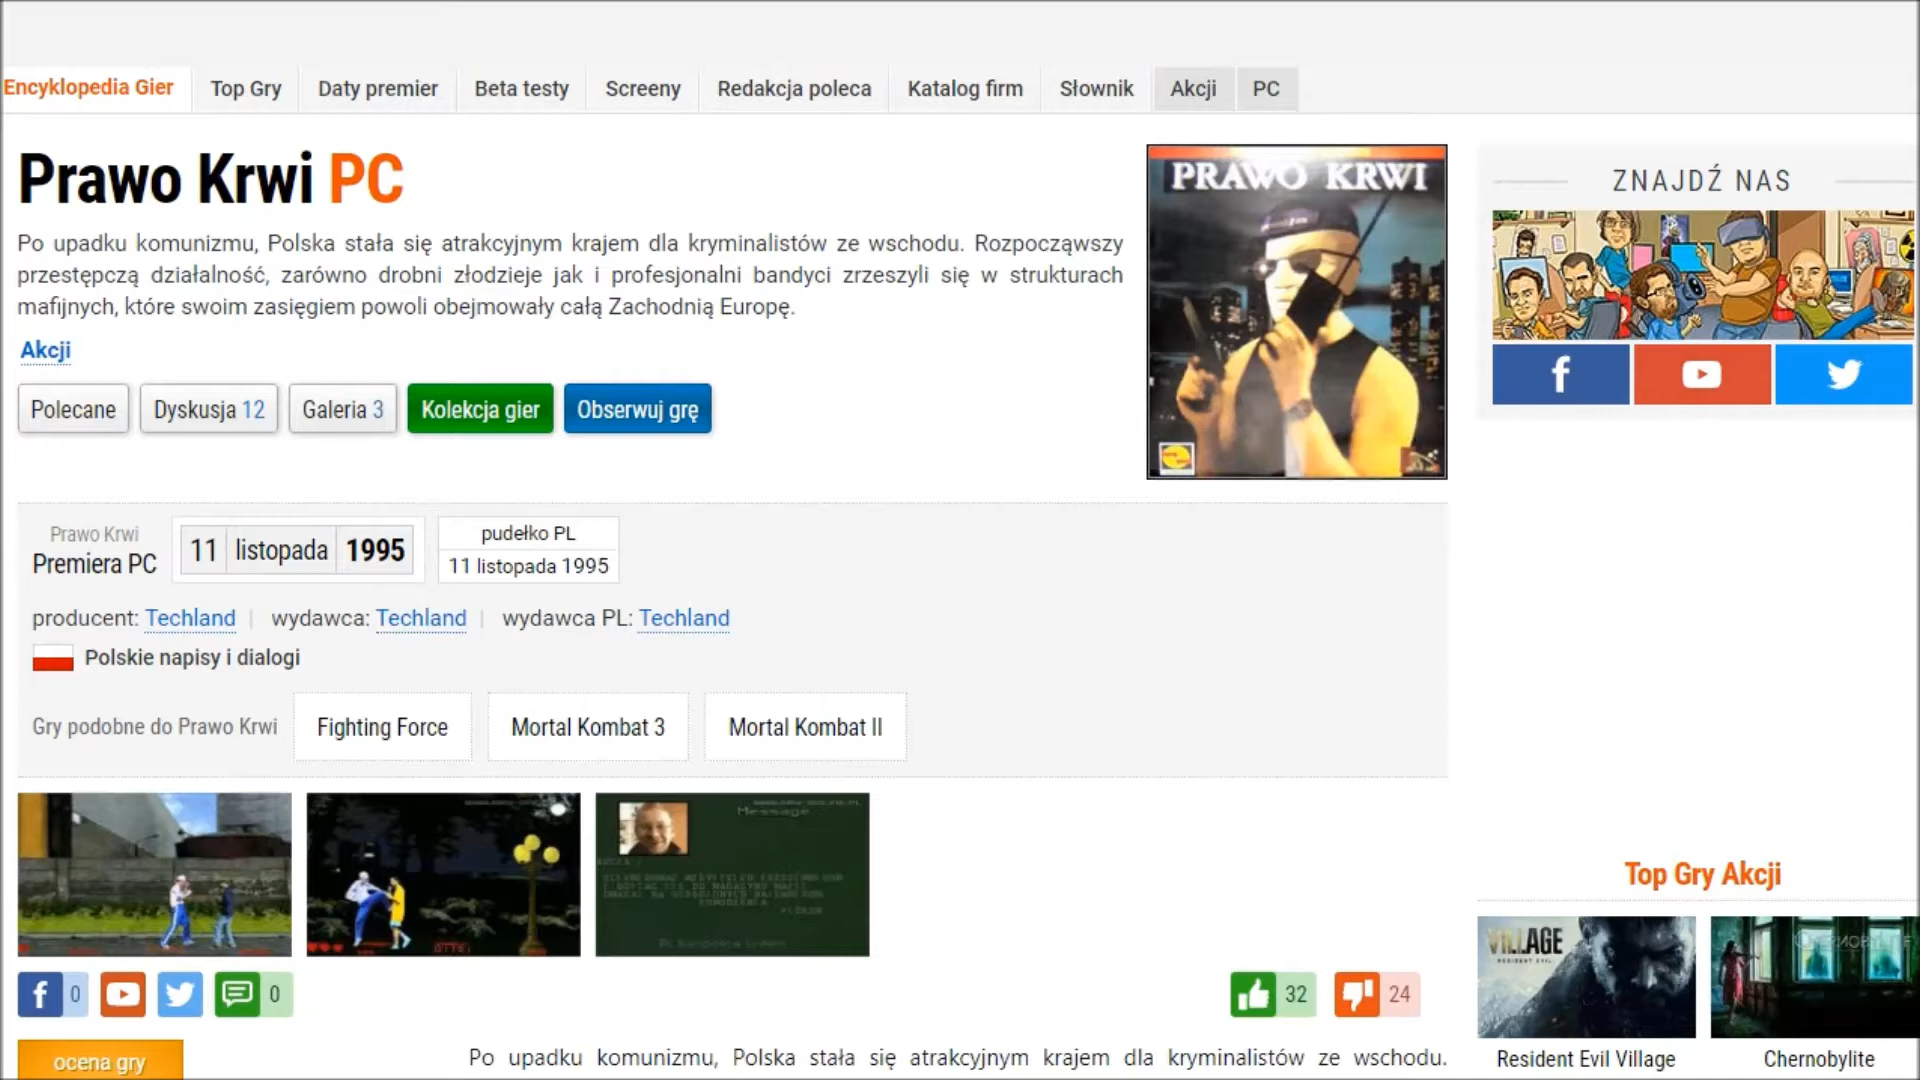 Encyklopedia Gier
Top Gry
Daty premier
Beta testy
Screeny
Redakcja poleca
Katalog firm
Słownik
Akcji
PC
Prawo Krwi PC
Po upadku komunizmu, Polska stała się atrakcyjnym krajem dla kryminalistów ze wschodu. Rozpocząwszy
przestępczą działalność, zarówno drobni złodzieje jak i profesjonalni bandyci zrzeszyli się w strukturach
mafijnych, które swoim zasięgiem powoli obejmowały całą Zachodnią Europę.
Akcji
Polecane
Dyskusja 12
Galeria 3
Kolekcja gier
Obserwuj grę
PRAWO KRWI
ZNAJDŹ NAS
Prawo Krwi
Premiera PC
11 listopada 1995
pudełko PL
11 listopada 1995
producent: Techland | wydawca: Techland | wydawca PL: Techland
Polskie napisy i dialogi
Gry podobne do Prawo Krwi
Fighting Force
Mortal Kombat 3
Mortal Kombat II
Message
0
0
32
24
Top Gry Akcji
VILLAGE
RESIDENT EVIL
Resident Evil Village
Chernobylite
ocena gry
Po upadku komunizmu, Polska stała się atrakcyjnym krajem dla kryminalistów ze wschodu.